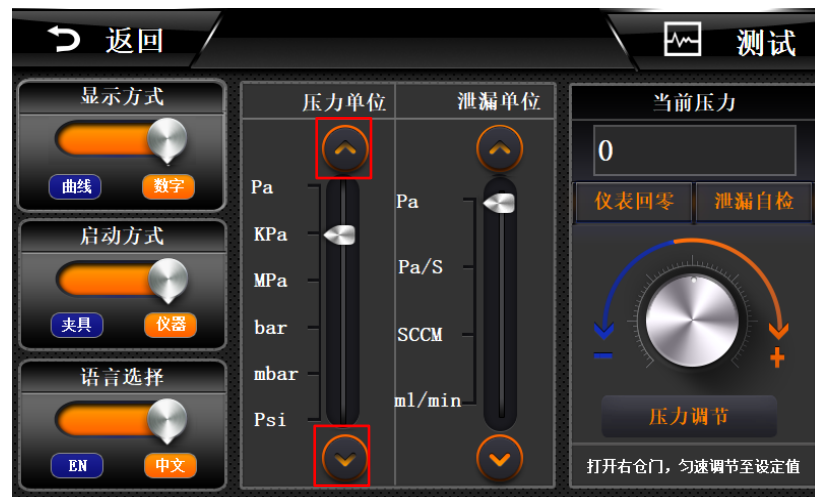 返回
测试
显示方式
曲线 数字
启动方式
夹具 仪器
语言选择
EN 中文
压力单位
Pa
KPa
MPa
bar
mbar
Psi
泄漏单位
Pa
Pa/S
SCCM
ml/min
当前压力
0
仪表回零 泄漏自检
− +
压力调节
打开右仓门，匀速调节至设定值